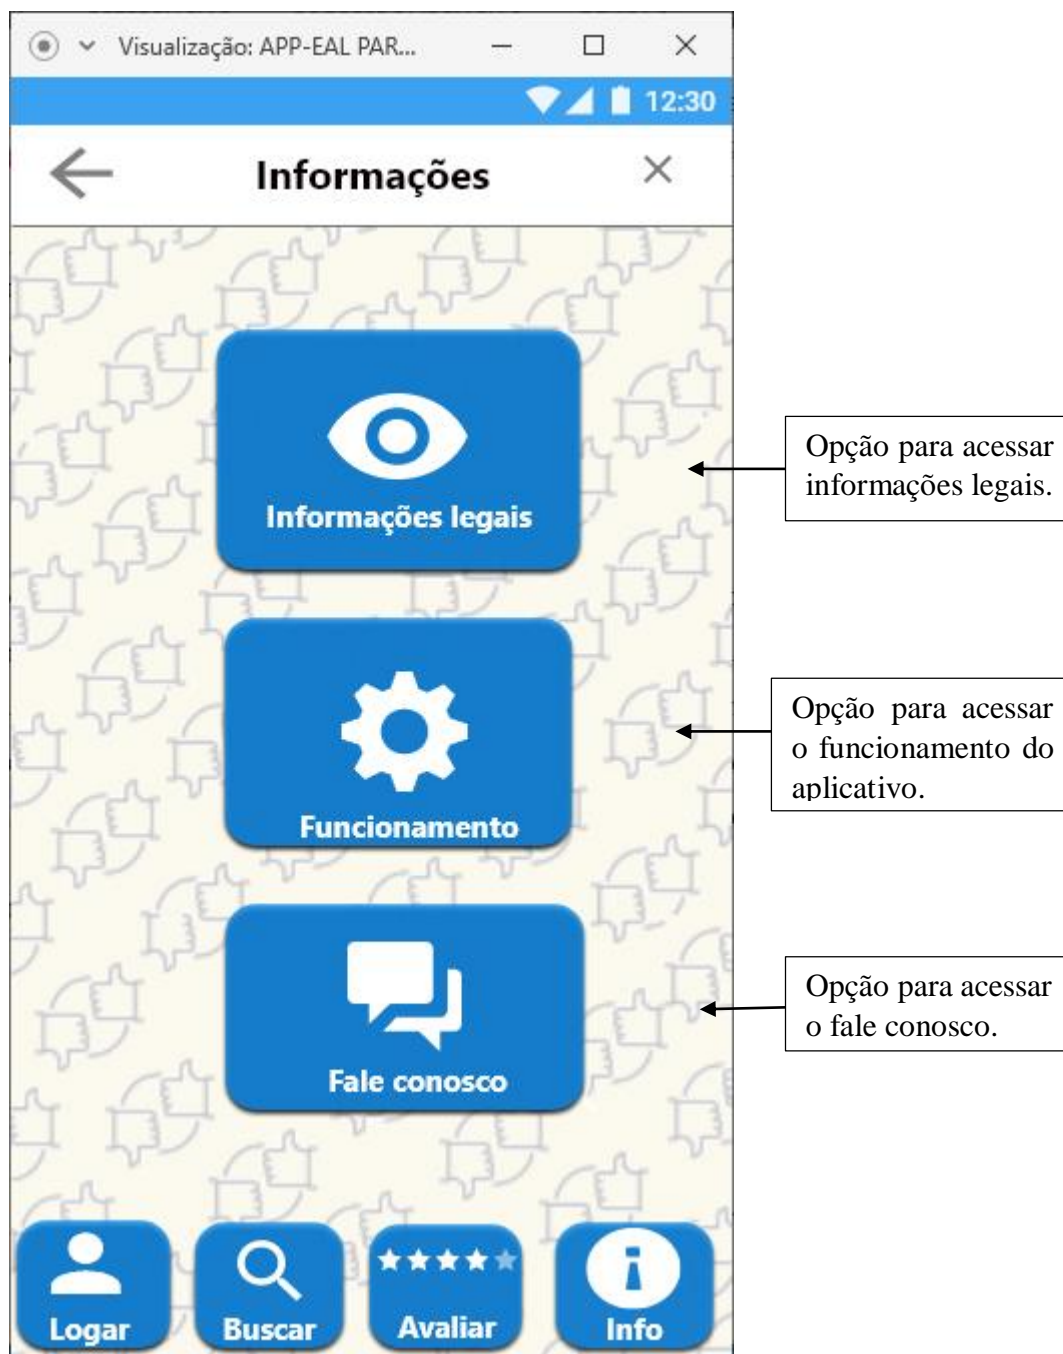 Visualização: APP-EAL PAR...
12:30
Informações
Informações legais
Opção para acessar
informações legais.
Funcionamento
Opção para acessar
o funcionamento do
aplicativo.
Fale conosco
Opção para acessar
o fale conosco.
Logar
Buscar
Avaliar
Info